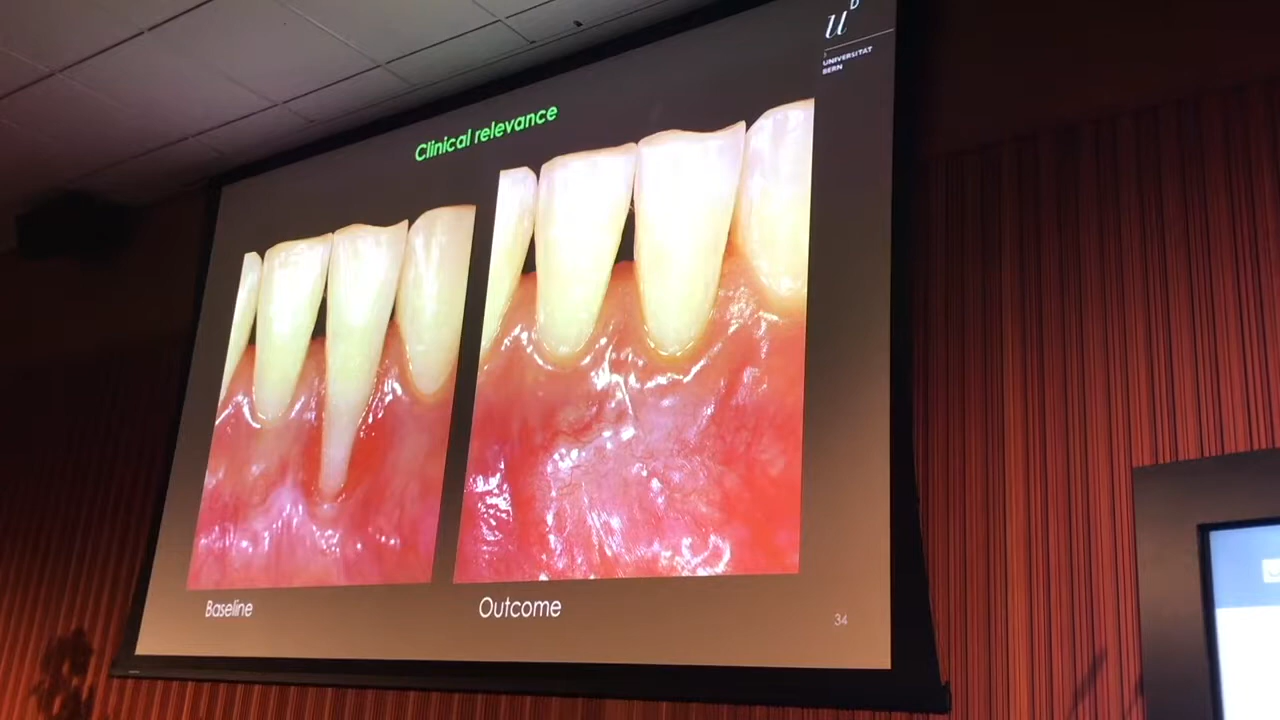 u
b
UNIVERSITÄT
BERN
Clinical relevance
Baseline
Outcome
34